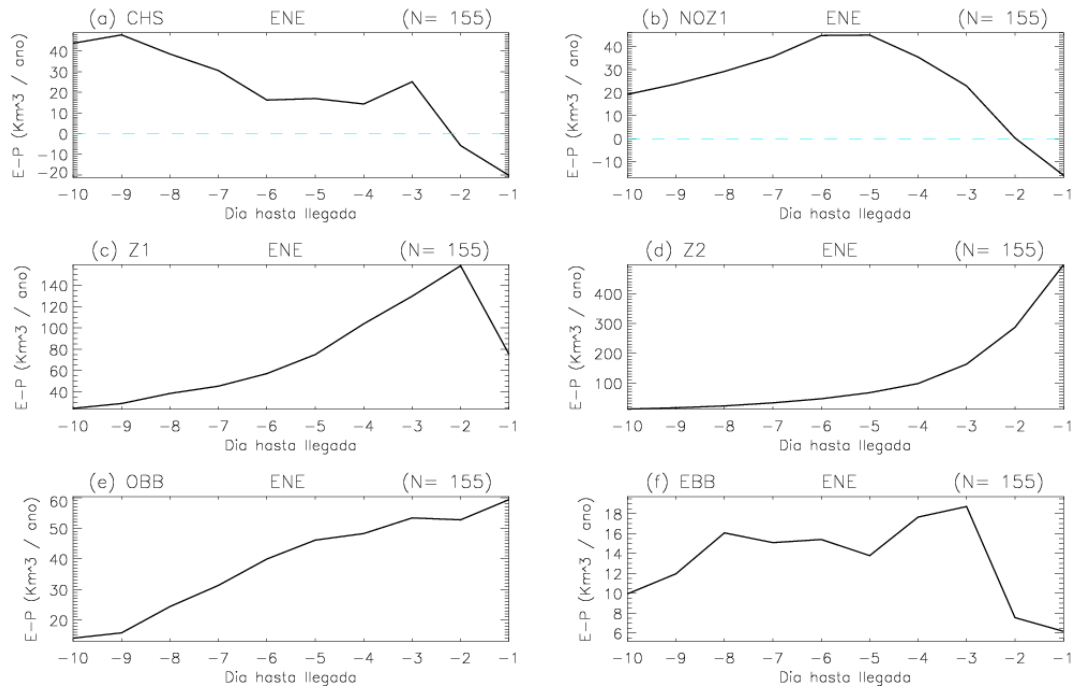 (a) CHS ENE (N= 155)
E-P (Km^3 / ano)
40
30
20
10
0
-10
-20
-10 -9 -8 -7 -6 -5 -4 -3 -2 -1
Dia hasta llegada
(b) NOZ1 ENE (N= 155)
E-P (Km^3 / ano)
40
30
20
10
0
-10
-10 -9 -8 -7 -6 -5 -4 -3 -2 -1
Dia hasta llegada
(c) Z1 ENE (N= 155)
E-P (Km^3 / ano)
140
120
100
80
60
40
-10 -9 -8 -7 -6 -5 -4 -3 -2 -1
Dia hasta llegada
(d) Z2 ENE (N= 155)
E-P (Km^3 / ano)
400
300
200
100
-10 -9 -8 -7 -6 -5 -4 -3 -2 -1
Dia hasta llegada
(e) OBB ENE (N= 155)
E-P (Km^3 / ano)
60
50
40
30
20
-10 -9 -8 -7 -6 -5 -4 -3 -2 -1
Dia hasta llegada
(f) EBB ENE (N= 155)
E-P (Km^3 / ano)
18
16
14
12
10
8
6
-10 -9 -8 -7 -6 -5 -4 -3 -2 -1
Dia hasta llegada